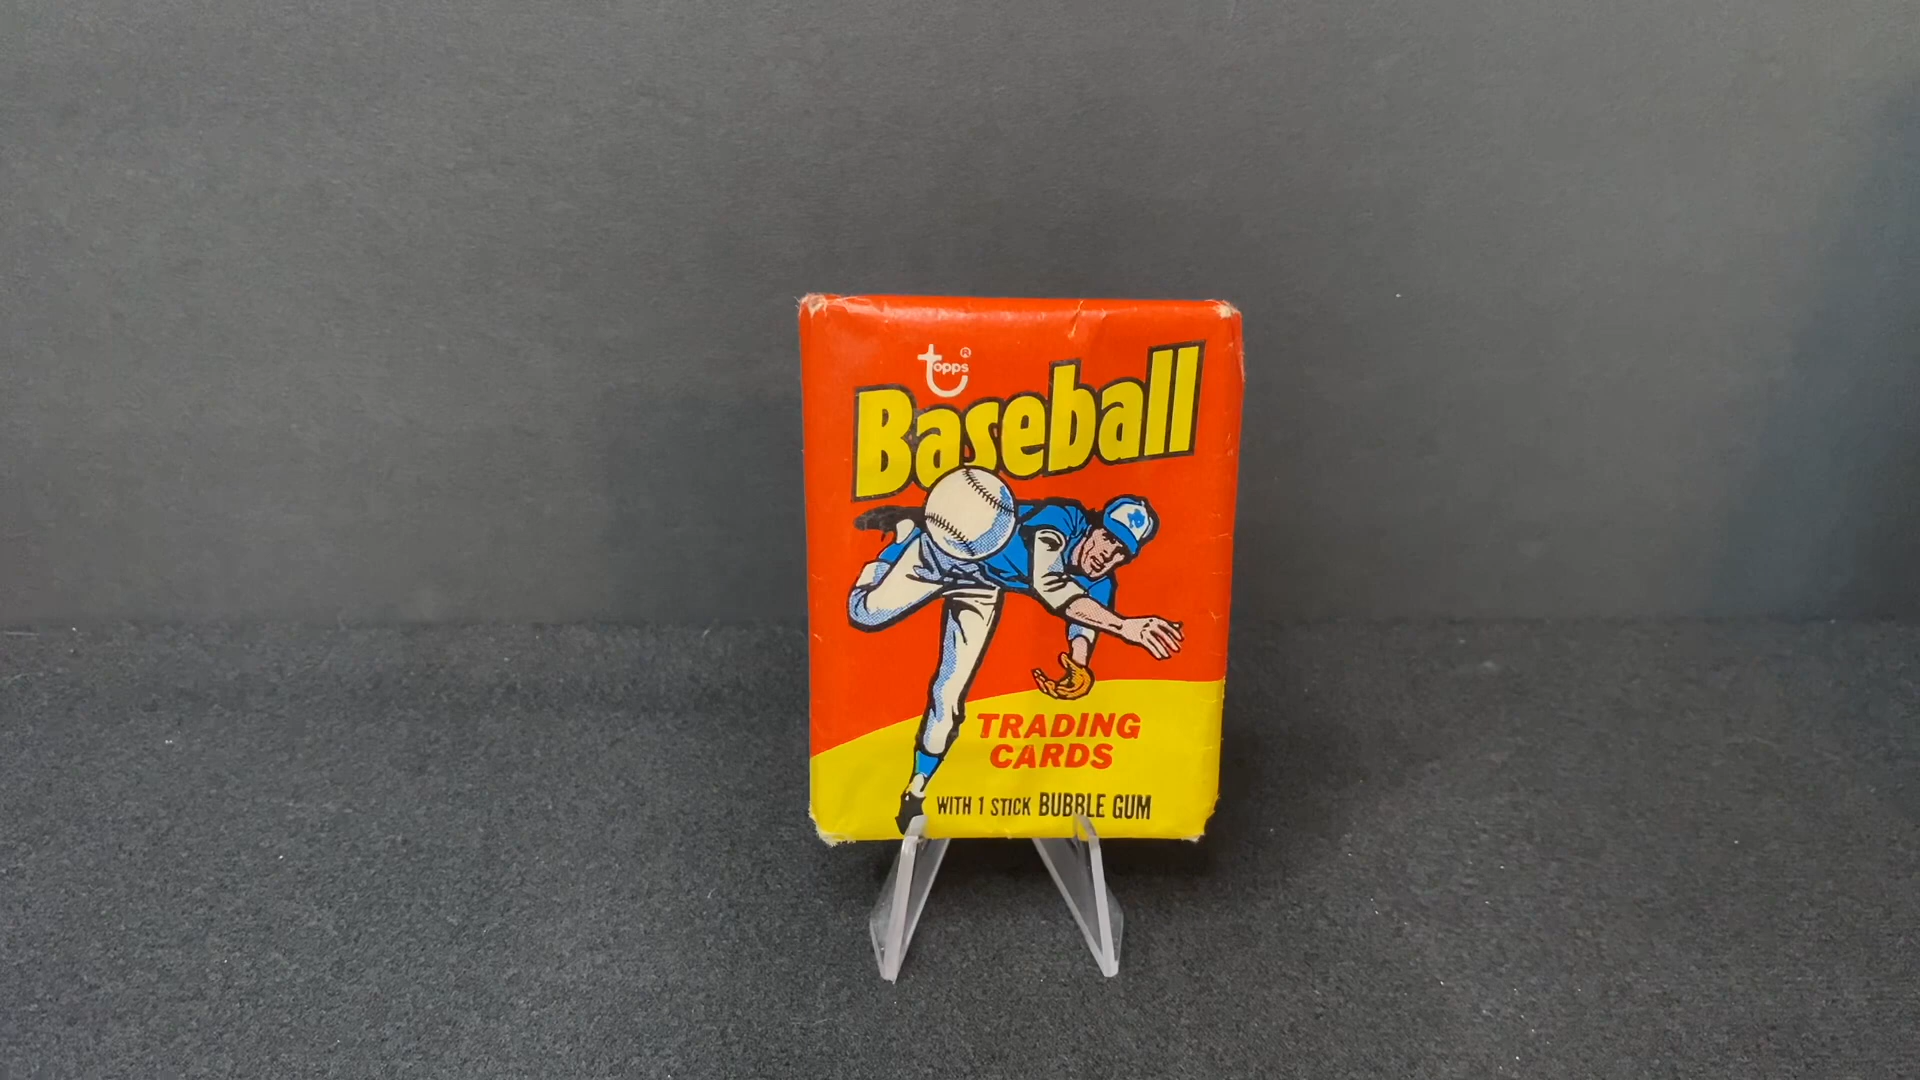 topps®
Baseball
TRADING
CARDS
WITH 1 STICK BUBBLE GUM